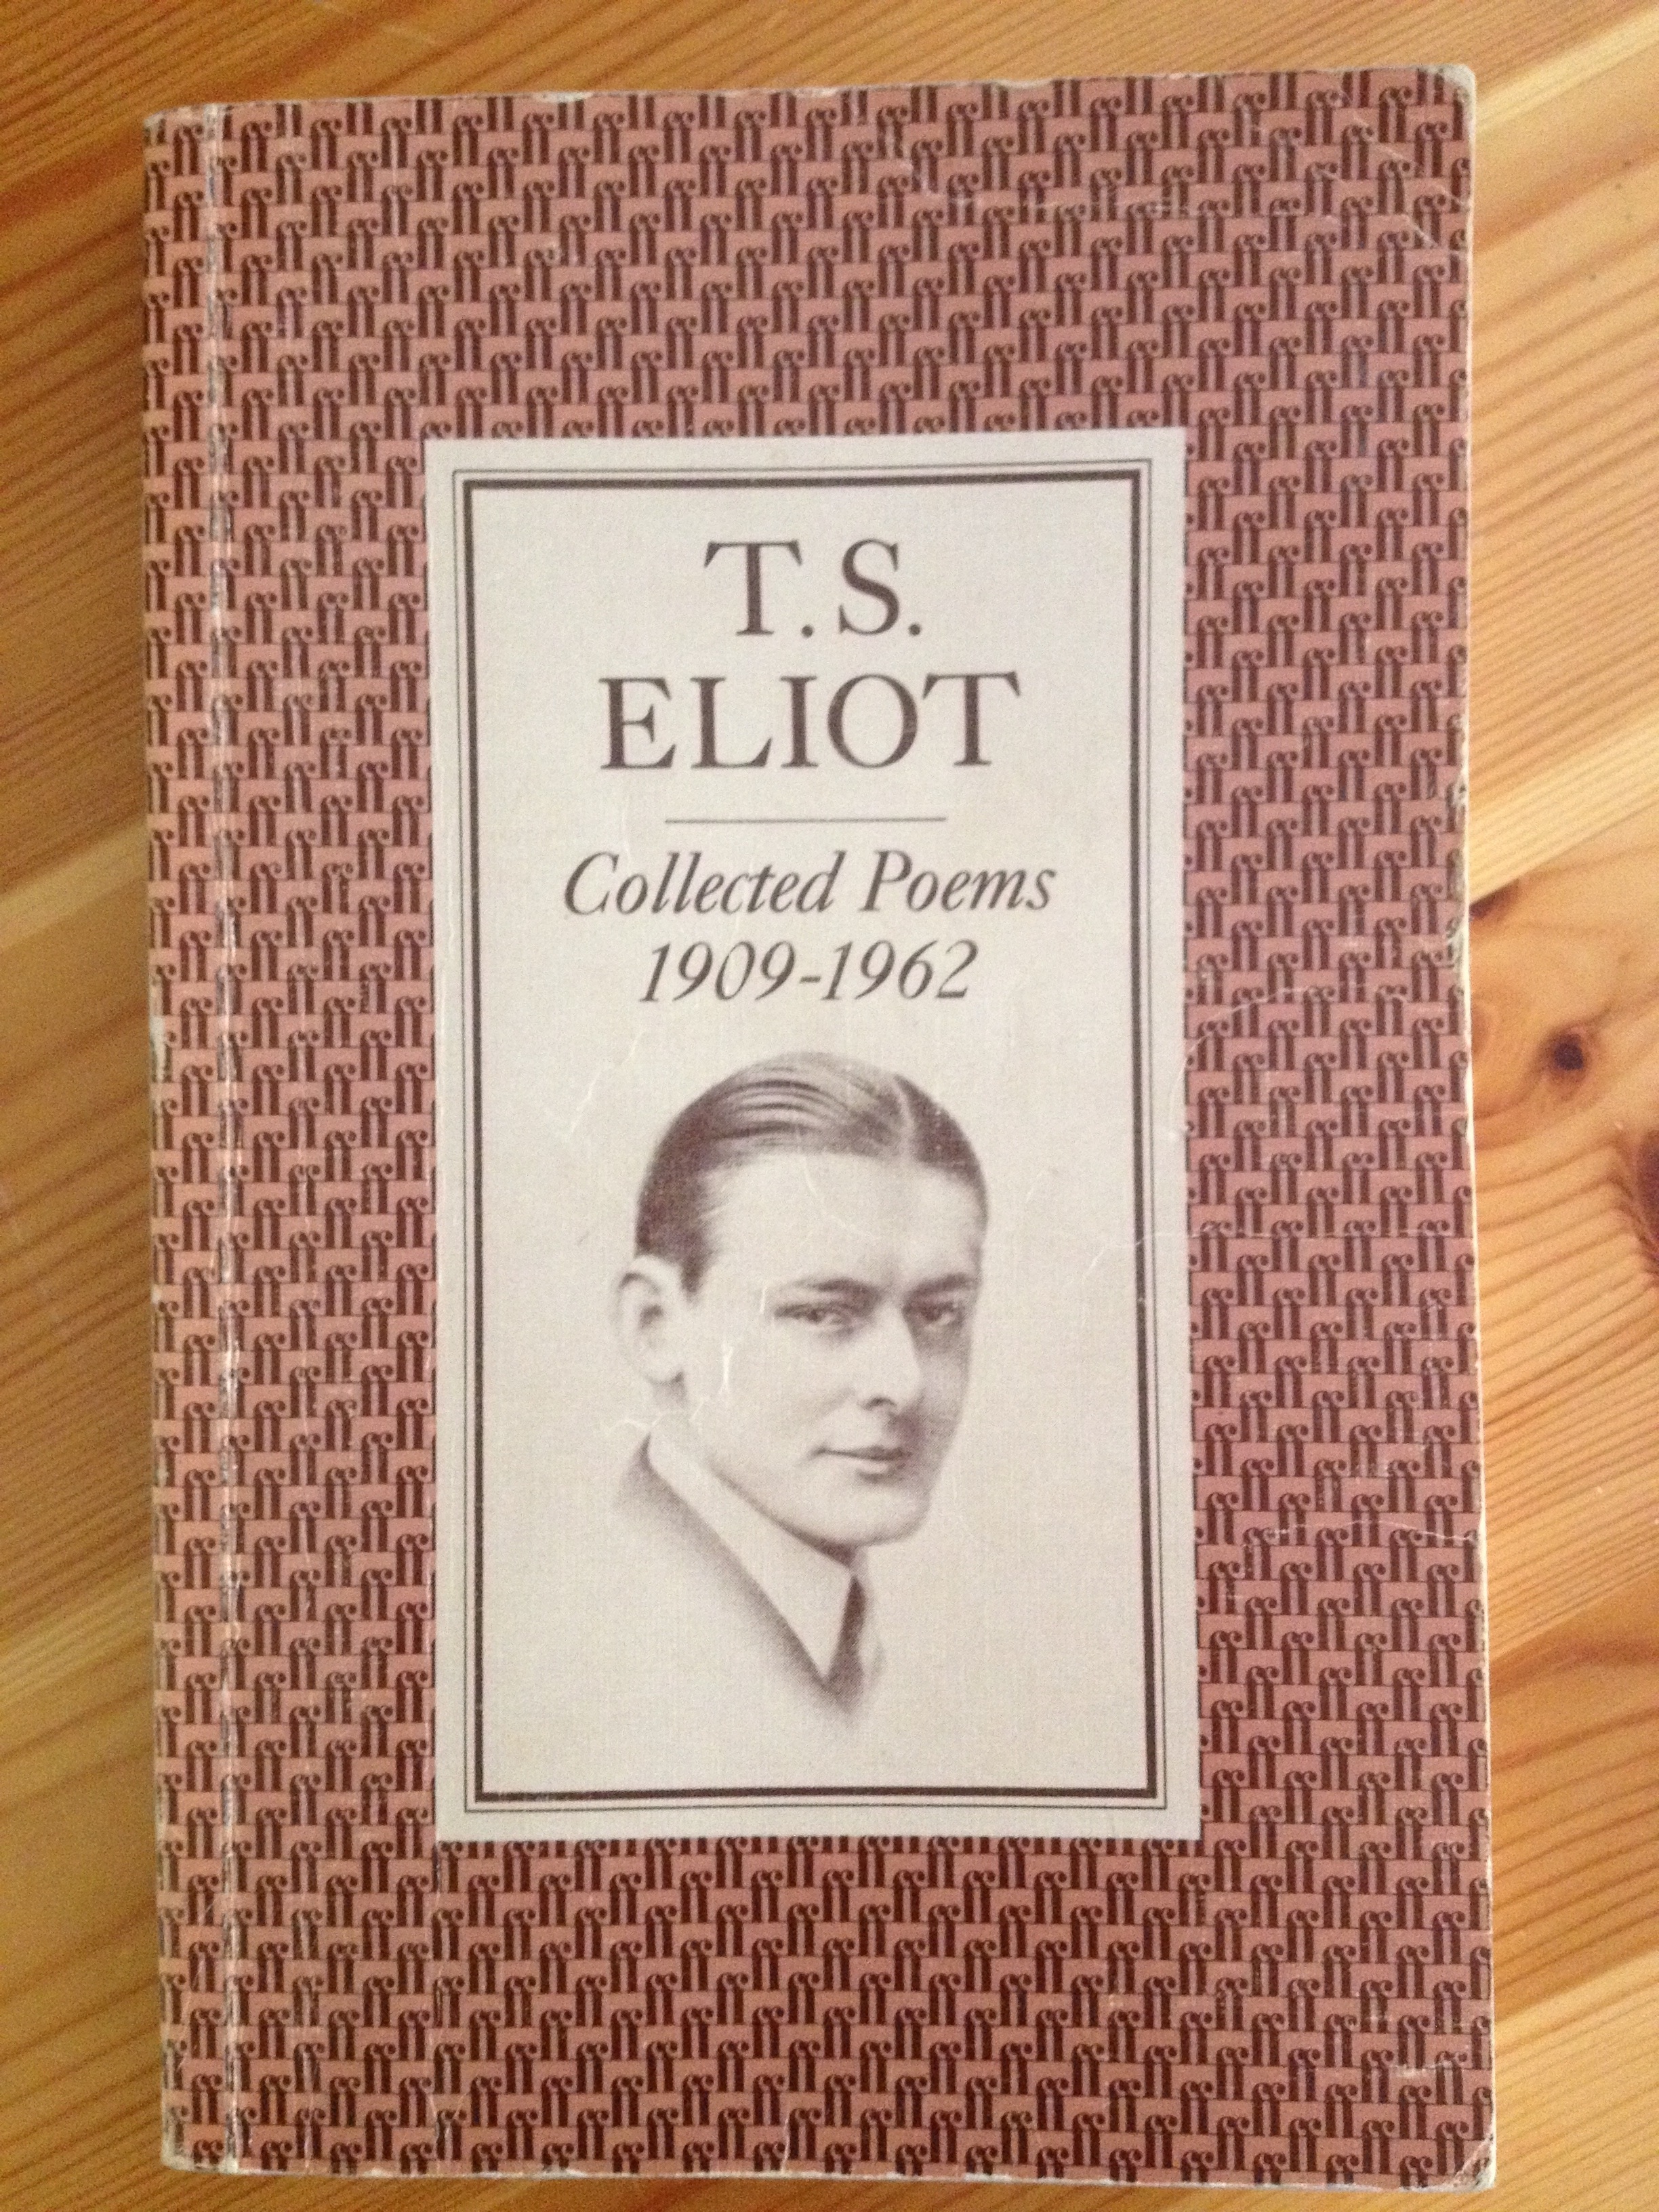 T.S.
ELIOT
Collected Poems
1909-1962